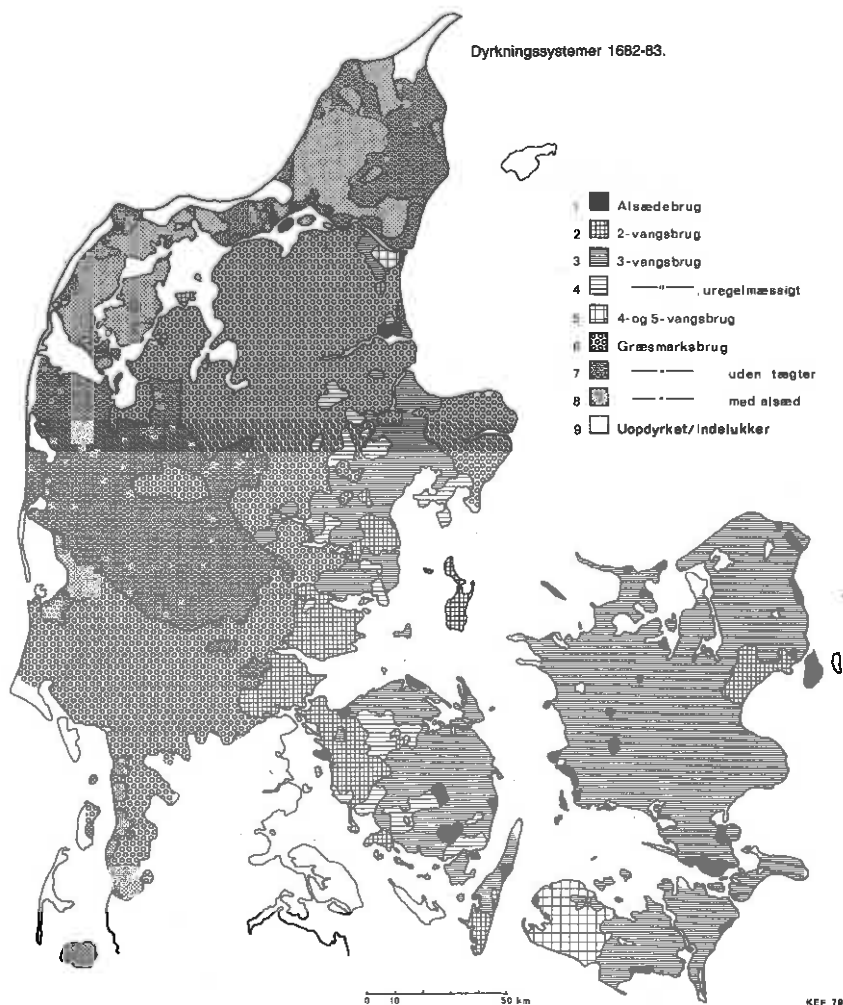 Dyrkningssystemer 1682-83.
1 Alsædebrug
2 2-vangsbrug
3 3-vangsbrug
4 —"— , uregelmæssigt
5 4-og 5-vangsbrug
6 Græsmarksbrug
7 —"— uden tægter
8 —"— med alsæd
9 Uopdyrket/Indelukker
0 10 50 km
KEF 78